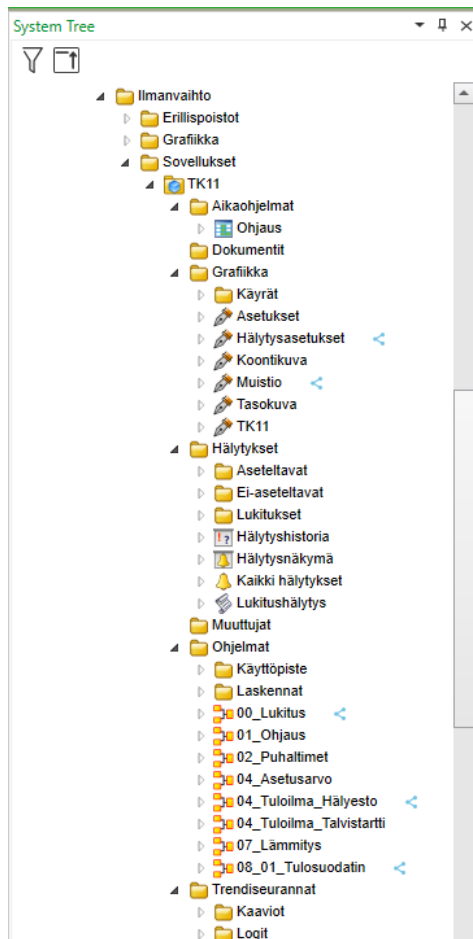 System Tree
Ilmanvaihto
Erillispoistot
Grafiikka
Sovellukset
TK11
Aikaohjelmat
Ohjaus
Dokumentit
Grafiikka
Käyrät
Asetukset
Hälytysasetukset
Koontikuva
Muistio
Tasokuva
TK11
Hälytykset
Aseteltavat
Ei-aseteltavat
Lukitukset
Hälytyshistoria
Hälytysnäkymä
Kaikki hälytykset
Lukitushälytys
Muuttujat
Ohjelmat
Käyttöpiste
Laskennat
00_Lukitus
01_Ohjaus
02_Puhaltimet
04_Asetusarvo
04_Tuloilma_Hälyesto
04_Tuloilma_Talvistartti
07_Lämmitys
08_01_Tulosuodatin
Trendiseurannat
Kaaviot
Logit